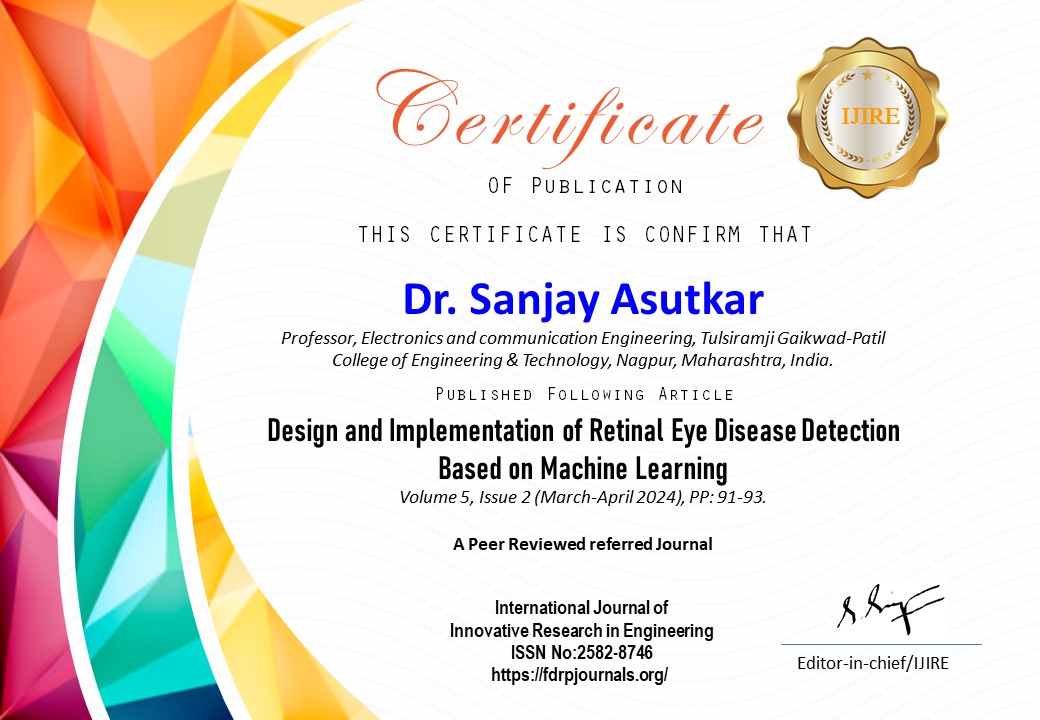 Certificate
IJIRE
OF PUBLICATION
THIS CERTIFICATE IS CONFIRM THAT
Dr. Sanjay Asutkar
Professor, Electronics and communication Engineering, Tulsiramji Gaikwad-Patil
College of Engineering & Technology, Nagpur, Maharashtra, India.
PUBLISHED FOLLOWING ARTICLE
Design and Implementation of Retinal Eye Disease Detection
Based on Machine Learning
Volume 5, Issue 2 (March-April 2024), PP: 91-93.
A Peer Reviewed referred Journal
International Journal of
Innovative Research in Engineering
ISSN No:2582-8746
https://fdrpjournals.org/
Editor-in-chief/IJIRE